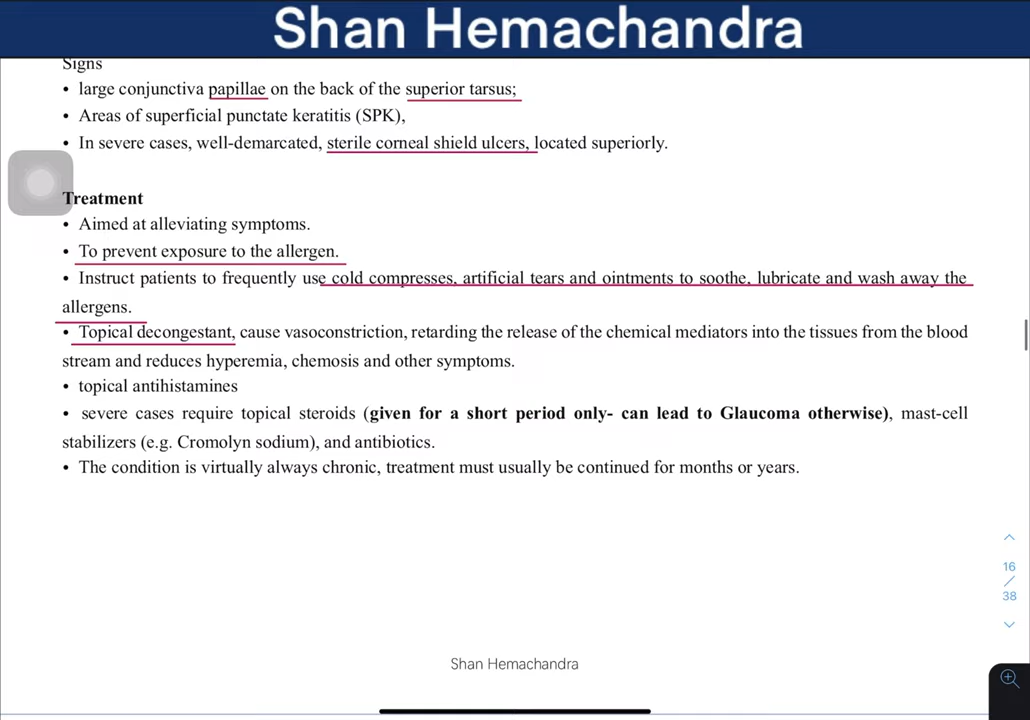 Shan Hemachandra
Signs
• large conjunctiva papillae on the back of the superior tarsus;
• Areas of superficial punctate keratitis (SPK),
• In severe cases, well-demarcated, sterile corneal shield ulcers, located superiorly.
Treatment
• Aimed at alleviating symptoms.
• To prevent exposure to the allergen.
• Instruct patients to frequently use cold compresses, artificial tears and ointments to soothe, lubricate and wash away the
allergens.
• Topical decongestant, cause vasoconstriction, retarding the release of the chemical mediators into the tissues from the blood
stream and reduces hyperemia, chemosis and other symptoms.
• topical antihistamines
• severe cases require topical steroids (given for a short period only- can lead to Glaucoma otherwise), mast-cell
stabilizers (e.g. Cromolyn sodium), and antibiotics.
• The condition is virtually always chronic, treatment must usually be continued for months or years.
16
/
38
Shan Hemachandra